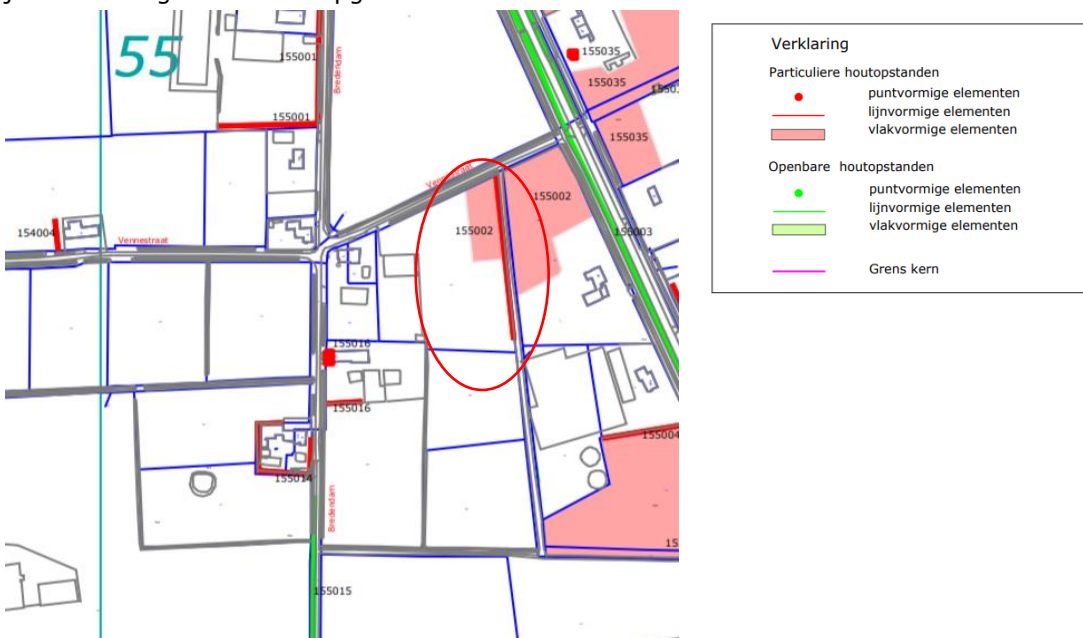 55
155001
Bredendam
155035
155035
155001
155035
Vennestraat
155002
154004
155002
Vennestraat
155016
155016
155004
155014
Bredendam
155015
Verklaring
Particuliere houtopstanden
puntvormige elementen
lijnvormige elementen
vlakvormige elementen
Openbare houtopstanden
puntvormige elementen
lijnvormige elementen
vlakvormige elementen
Grens kern